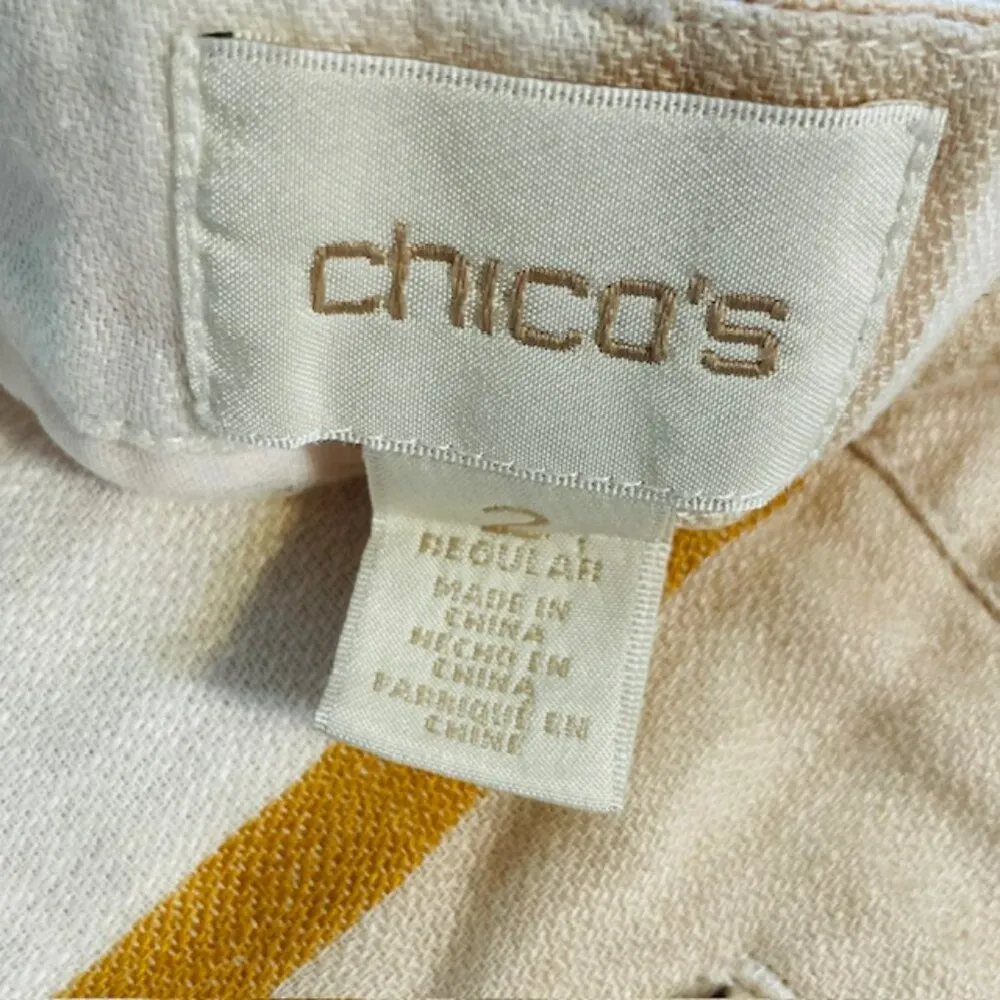 chico's
2
REGULAR
MADE IN
CHINA
HECHO EN
CHINA
FABRIQUÉ EN
CHINE